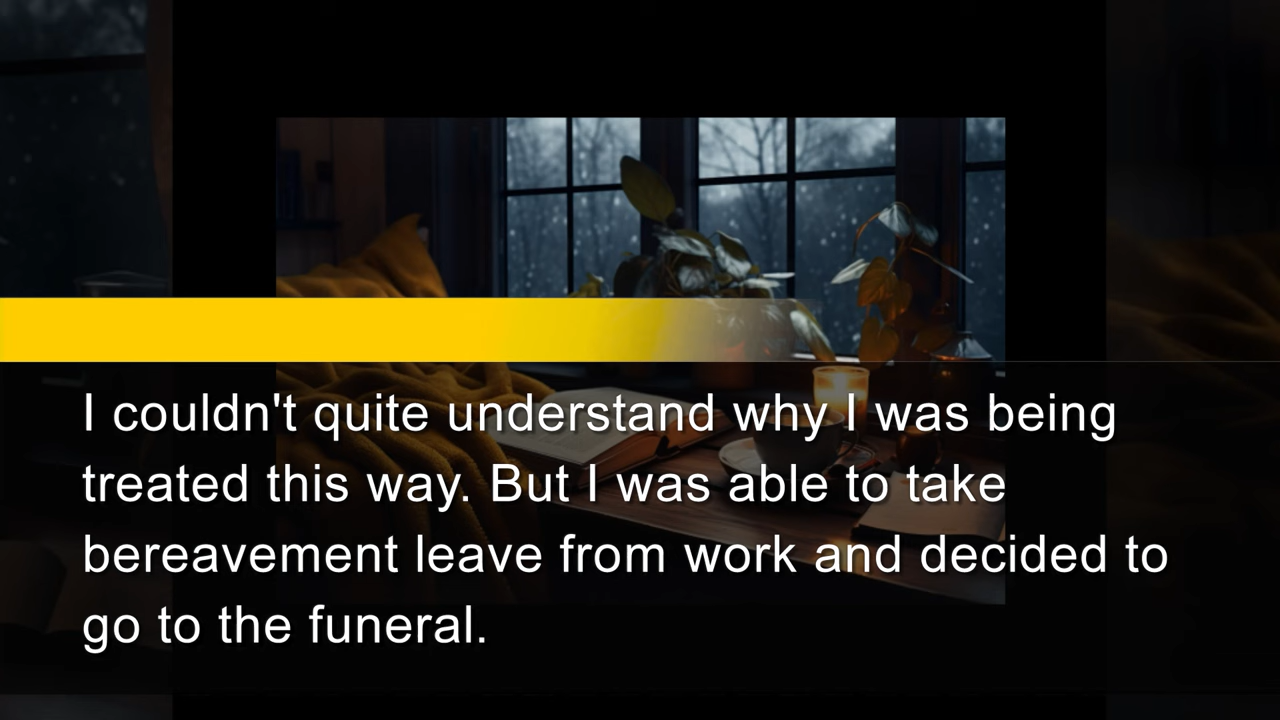 I couldn't quite understand why I was being
treated this way. But I was able to take
bereavement leave from work and decided to
go to the funeral.